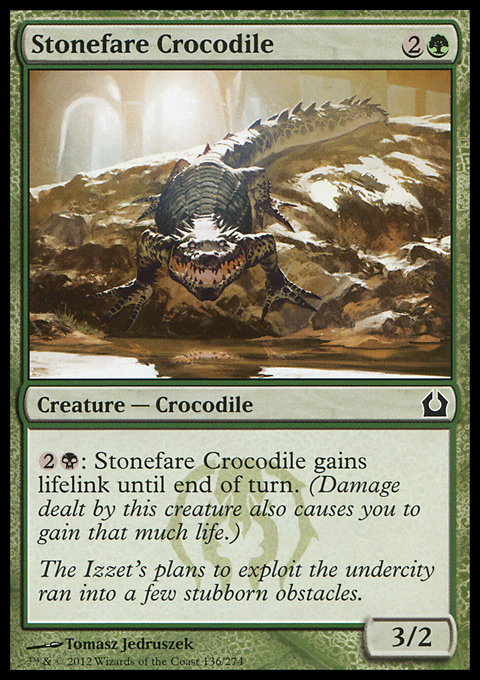 Stonefare Crocodile 2
Creature — Crocodile
2 : Stonefare Crocodile gains
lifelink until end of turn. (Damage
dealt by this creature also causes you to
gain that much life.)
The Izzet's plans to exploit the undercity
ran into a few stubborn obstacles.
3/2
Tomasz Jedruszek
™ & © 2012 Wizards of the Coast 136/274